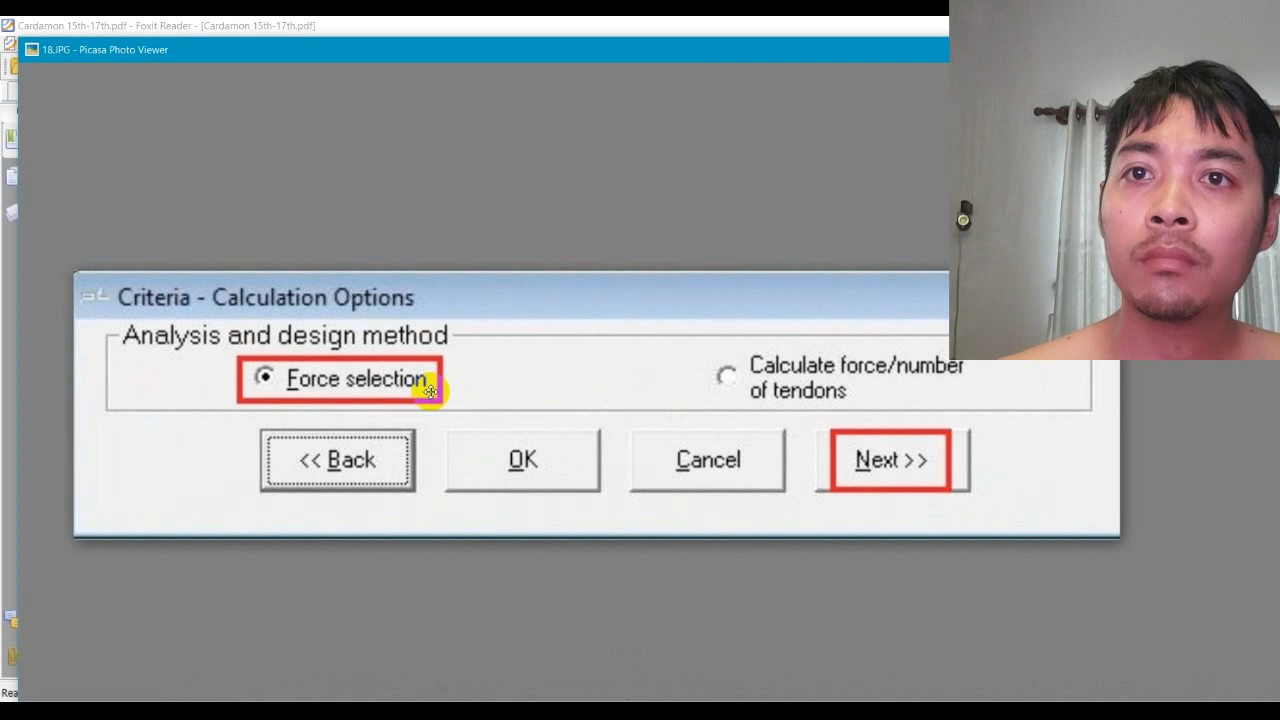 Cardamon 15th-17th.pdf - Foxit Reader - [Cardamon 15th-17th.pdf]
18.JPG - Picasa Photo Viewer
Criteria - Calculation Options
Analysis and design method
Force selection
Calculate force/number
of tendons
<< Back
OK
Cancel
Next >>
Rea